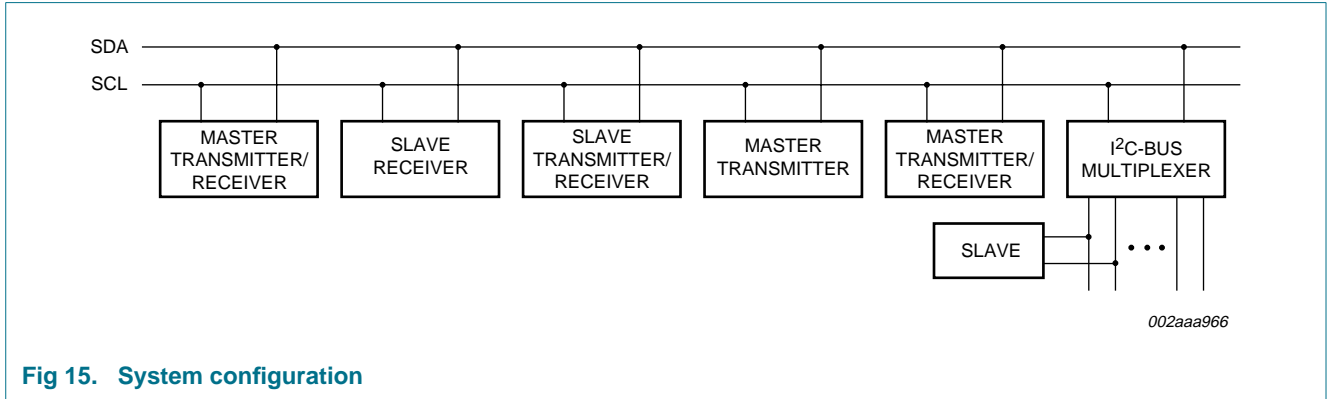 SDA
SCL
MASTER
TRANSMITTER/
RECEIVER
SLAVE
RECEIVER
SLAVE
TRANSMITTER/
RECEIVER
MASTER
TRANSMITTER
MASTER
TRANSMITTER/
RECEIVER
I²C-BUS
MULTIPLEXER
SLAVE
002aaa966
Fig 15. System configuration